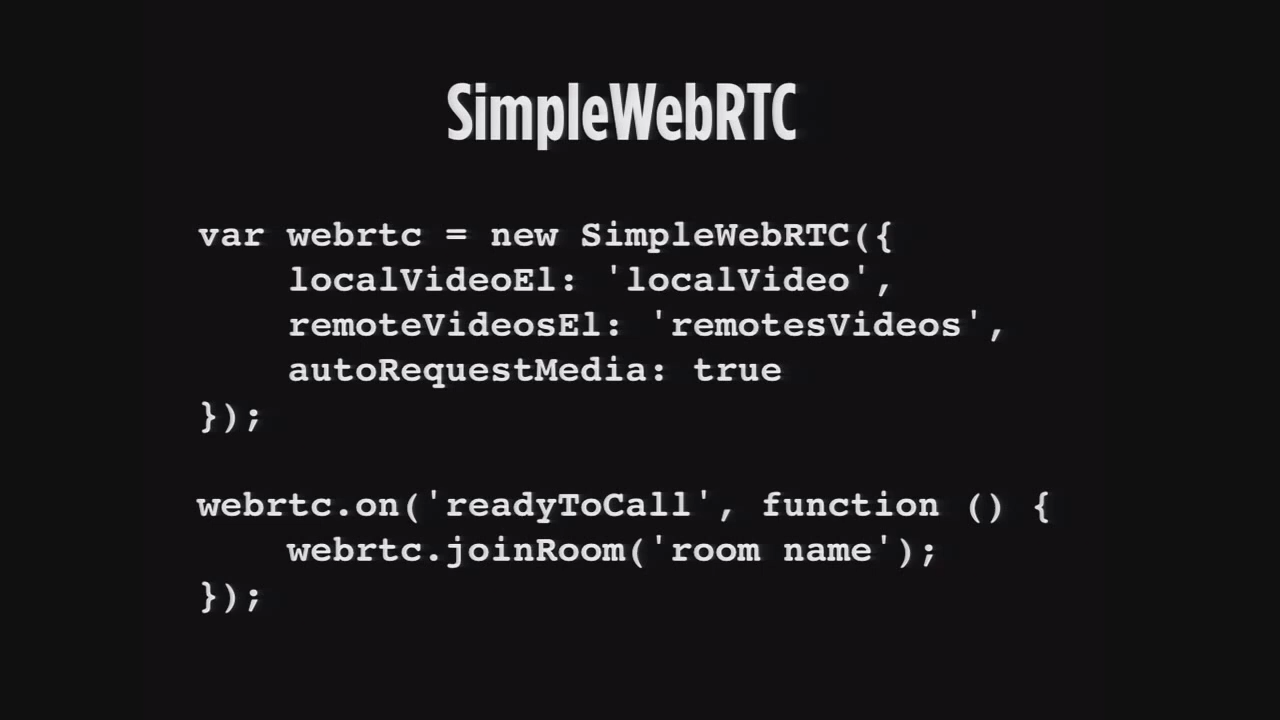 SimpleWebRTC
var webrtc = new SimpleWebRTC({
    localVideoEl: 'localVideo',
    remoteVideosEl: 'remotesVideos',
    autoRequestMedia: true
});
webrtc.on('readyToCall', function () {
    webrtc.joinRoom('room name');
});